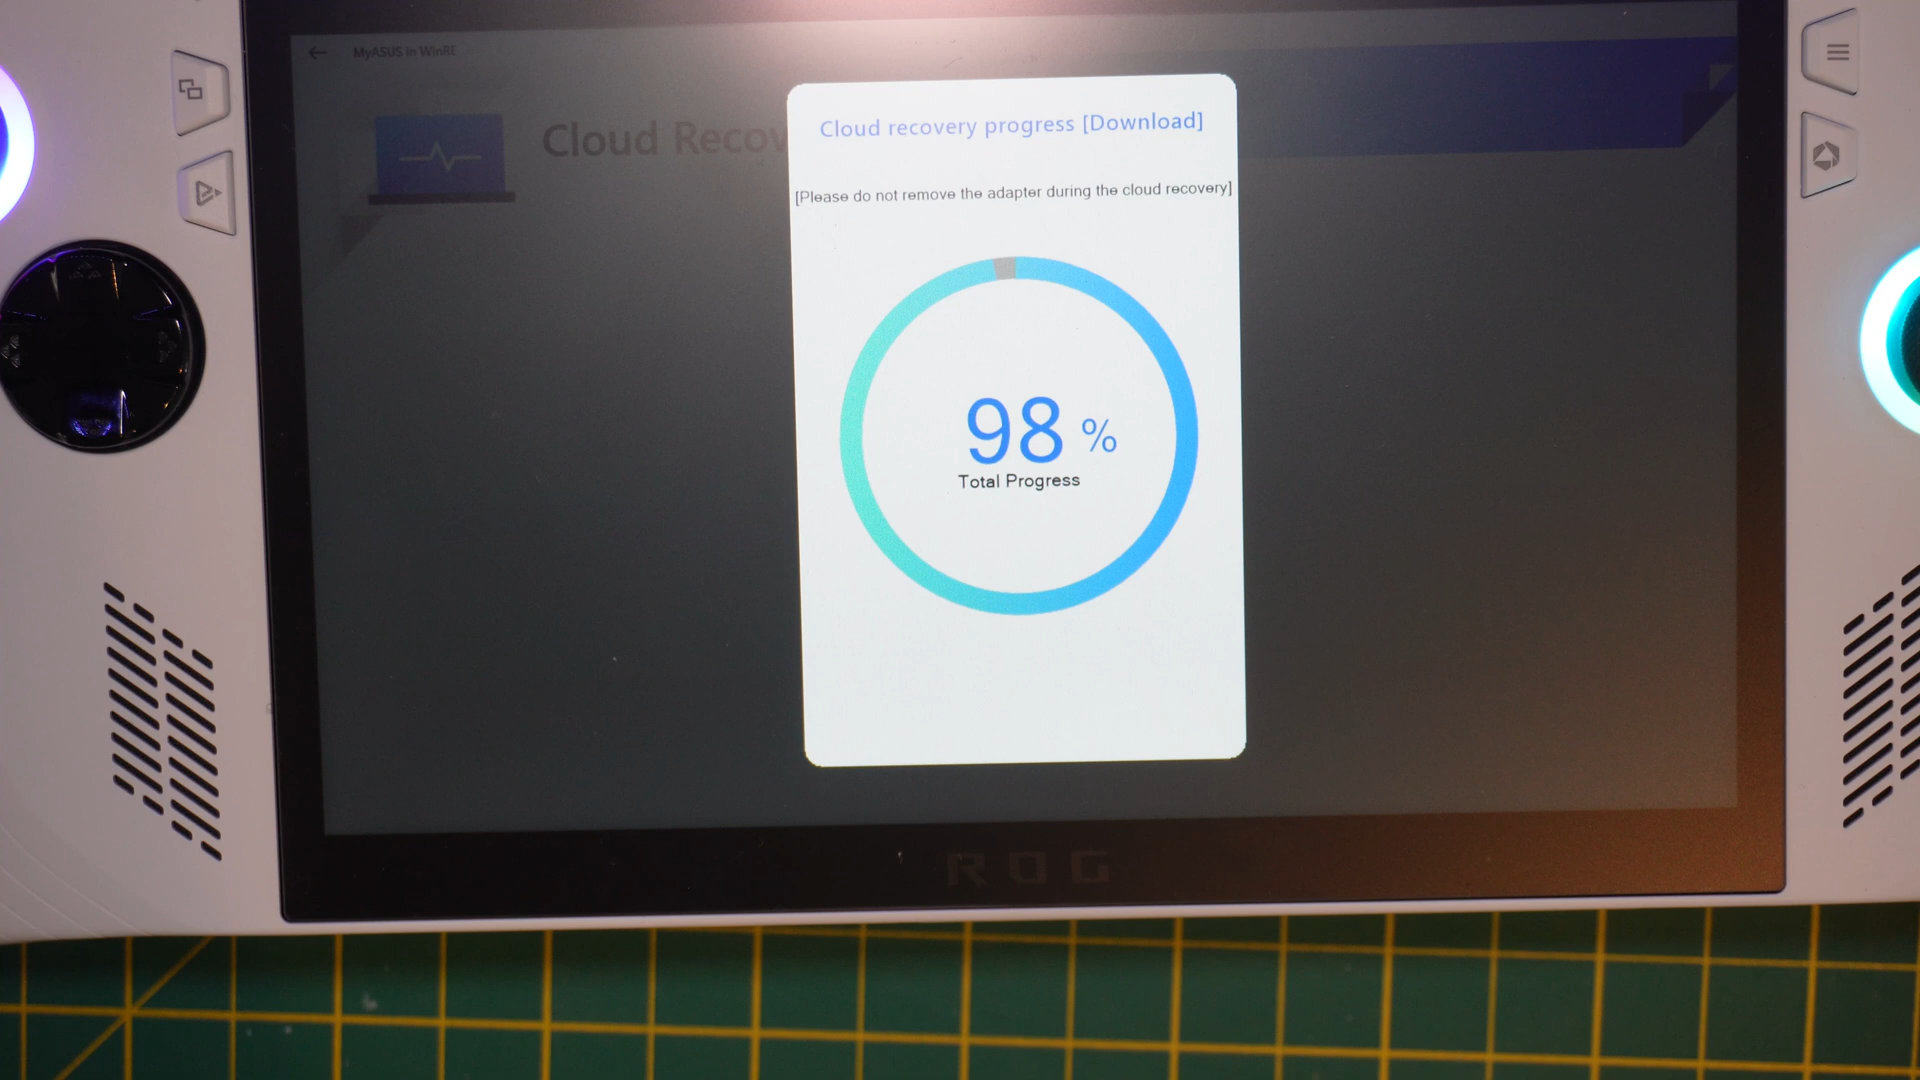 MyASUS in WinRE
Cloud Recov
Cloud recovery progress [Download]
[Please do not remove the adapter during the cloud recovery]
98 %
Total Progress
ROG